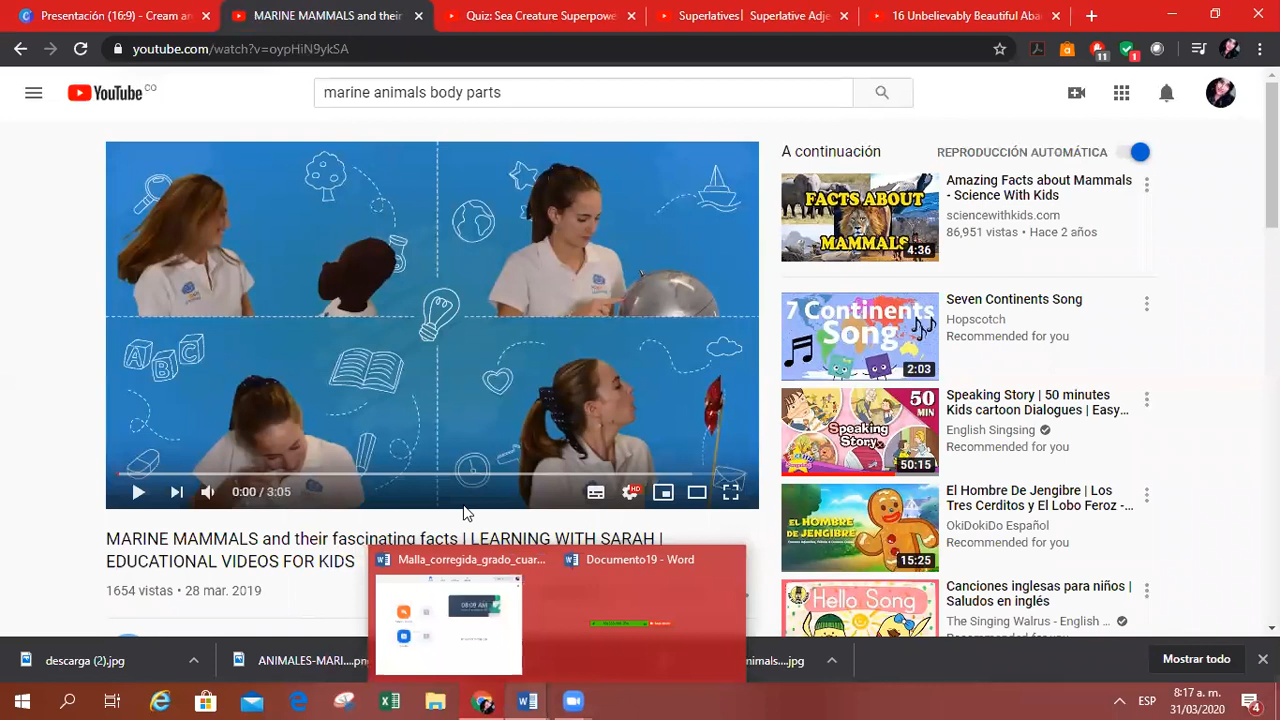 Presentación (16:9) - Cream an
MARINE MAMMALS and their
Quiz: Sea Creature Superpowe
Superlatives | Superlative Adje
16 Unbelievably Beautiful Aba
youtube.com/watch?v=oypHiN9ykSA
11
1
YouTube CO
marine animals body parts
A continuación
REPRODUCCIÓN AUTOMÁTICA
FACTS ABOUT
MAMMALS
4:36
Amazing Facts about Mammals
- Science With Kids
sciencewithkids.com
86,951 vistas • Hace 2 años
7 Continents
Song
2:03
Seven Continents Song
Hopscotch
Recommended for you
50
MIN
Speaking
Story
50:15
Speaking Story | 50 minutes
Kids cartoon Dialogues | Easy...
English Singsing
Recommended for you
EL HOMBRE
DE JENGIBRE
15:25
El Hombre De Jengibre | Los
Tres Cerditos y El Lobo Feroz -...
OkiDokiDo Español
Recommended for you
Hello Song
Canciones inglesas para niños |
Saludos en inglés
The Singing Walrus - English ...
A B C
0:00 / 3:05
HD
MARINE MAMMALS and their fascinating facts | LEARNING WITH SARAH |
EDUCATIONAL VIDEOS FOR KIDS
1654 vistas • 28 mar. 2019
Malla_corregida_grado_cuar...
Documento19 - Word
08:09 AM
descarga (2).jpg
ANIMALES-MARI....png
nimals....jpg
Mostrar todo
ESP
8:17 a. m.
31/03/2020
4